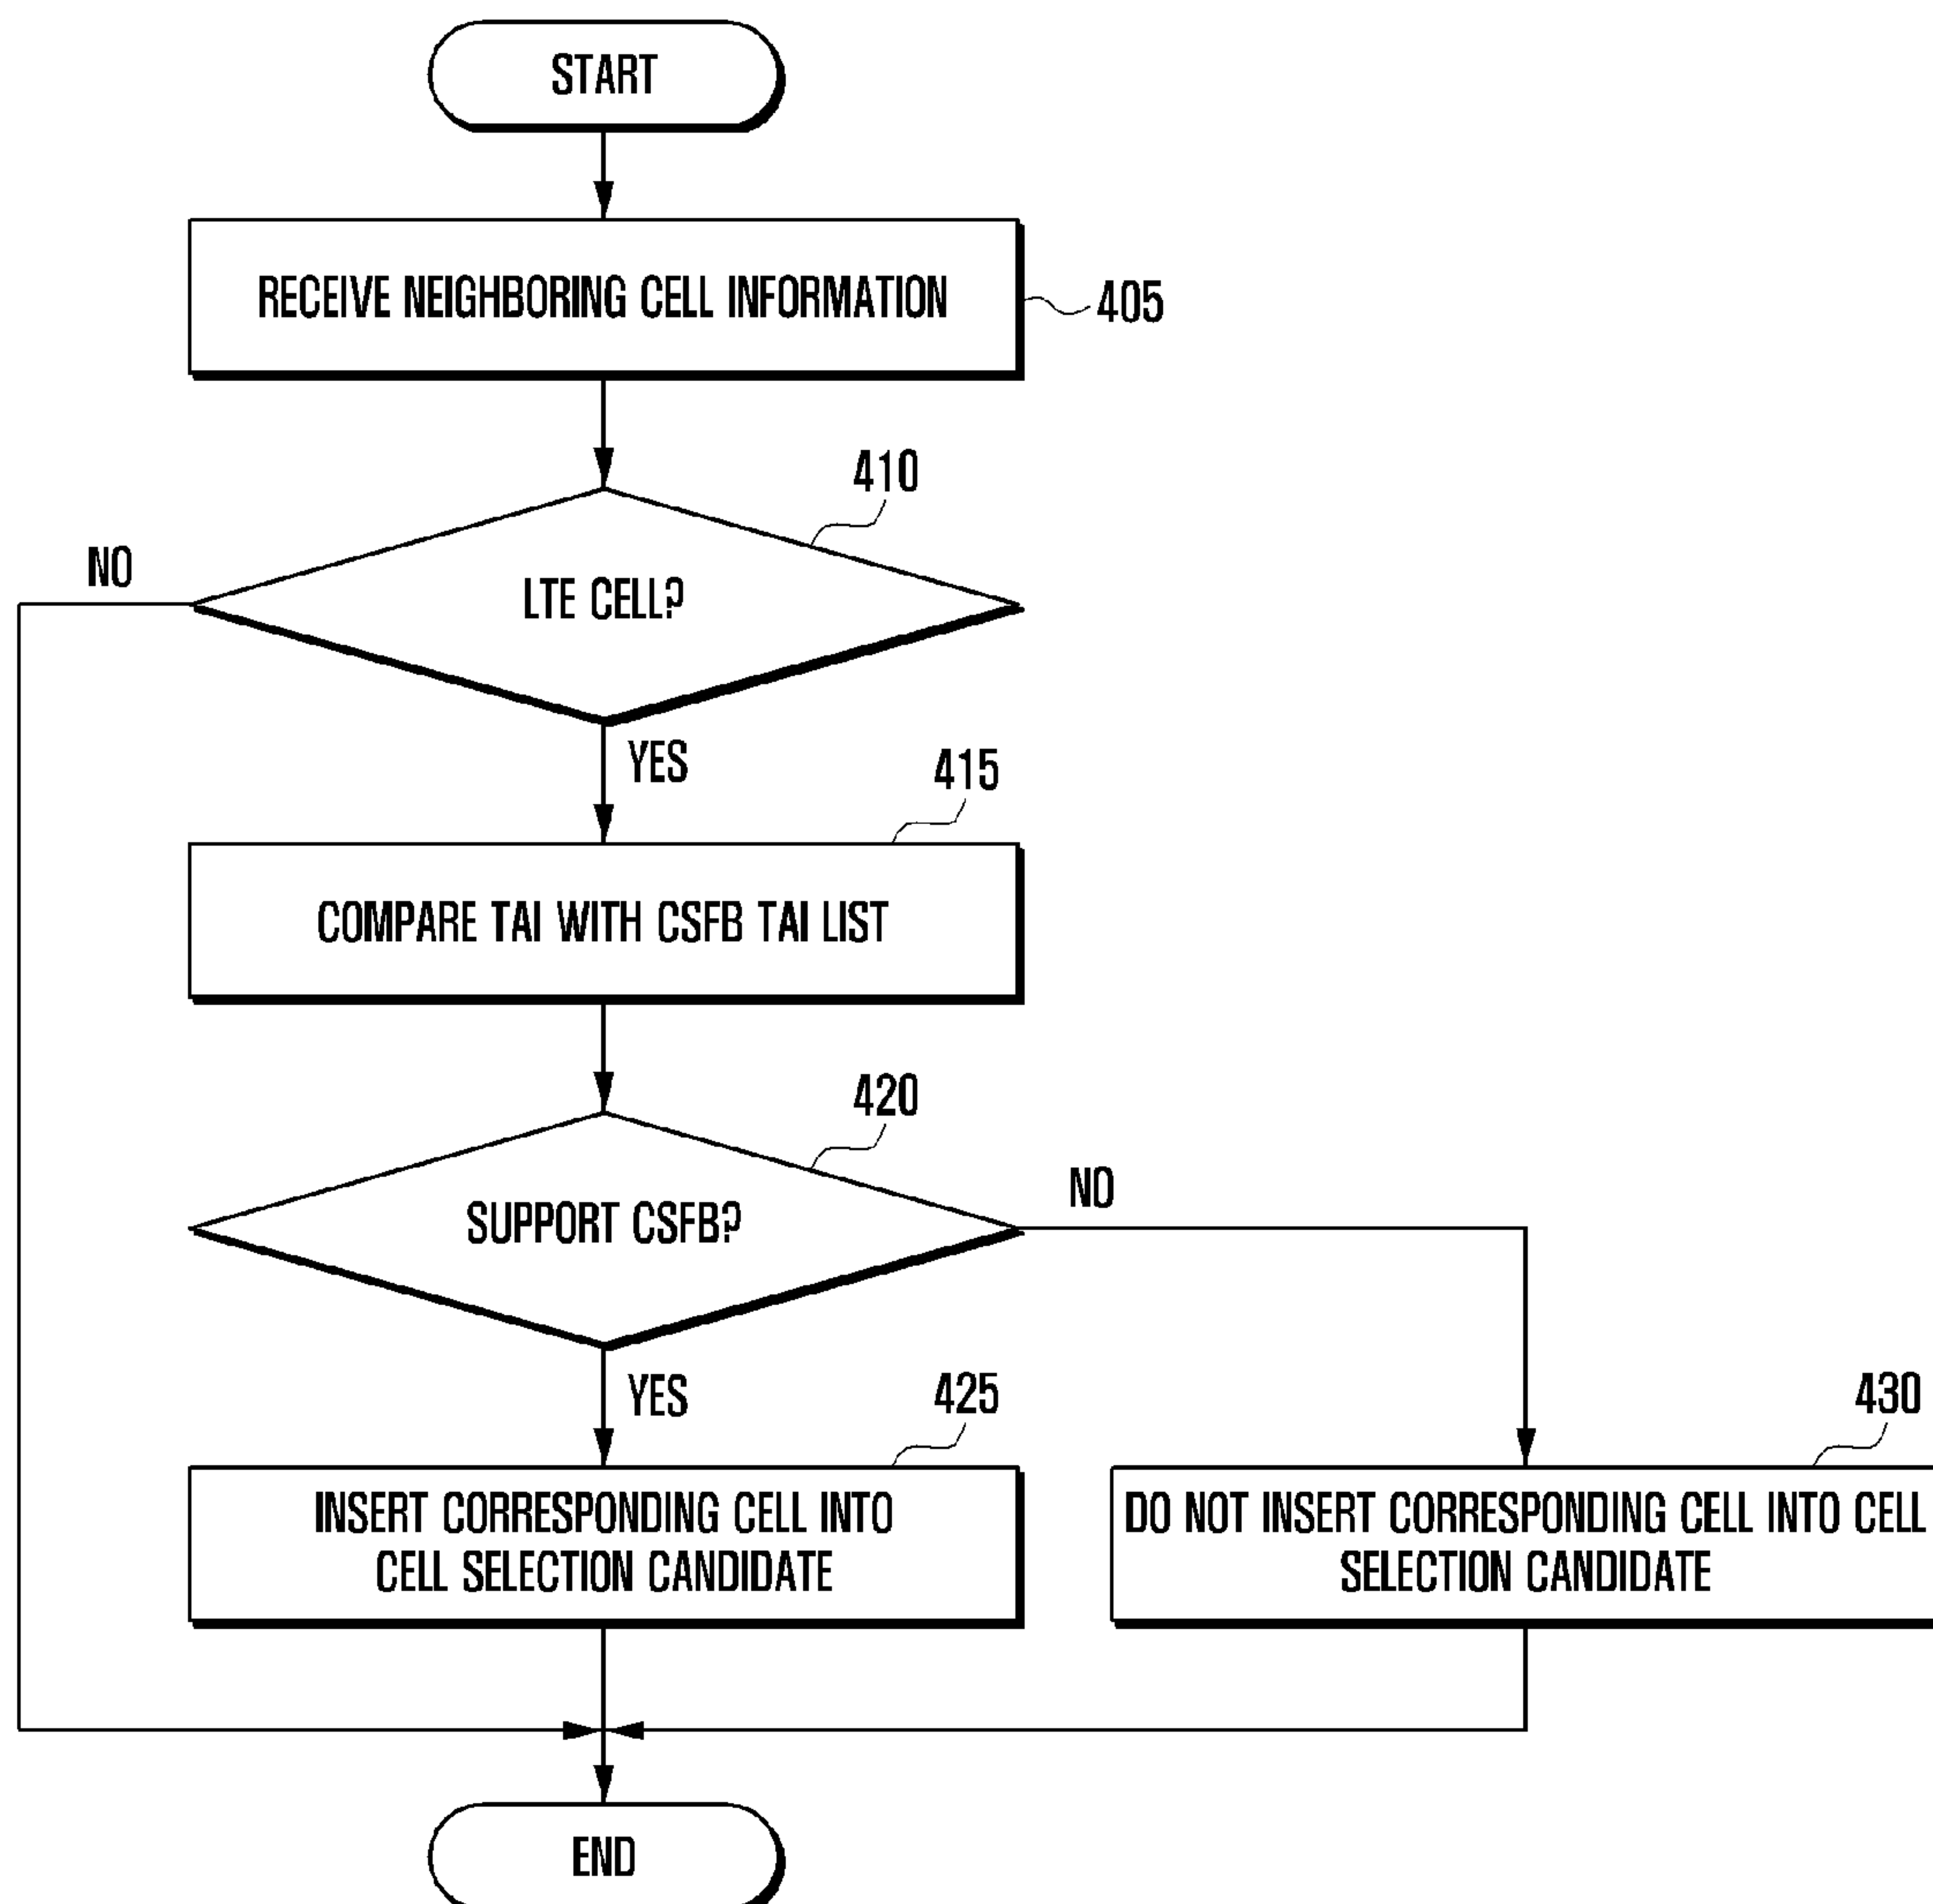 START
RECEIVE NEIGHBORING CELL INFORMATION
405
410
NO
LTE CELL?
YES
415
COMPARE TAI WITH CSFB TAI LIST
420
NO
SUPPORT CSFB?
YES
425
430
INSERT CORRESPONDING CELL INTO
CELL SELECTION CANDIDATE
DO NOT INSERT CORRESPONDING CELL INTO CELL
SELECTION CANDIDATE
END